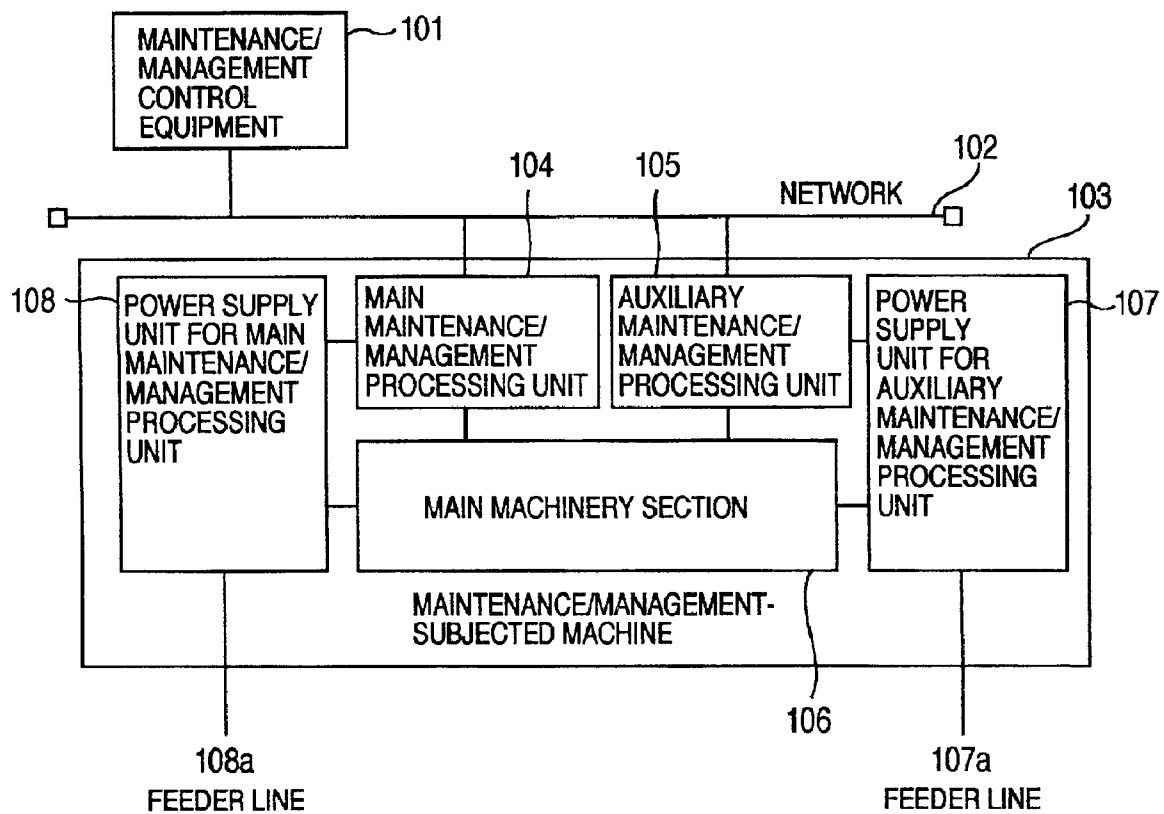 MAINTENANCE/
MANAGEMENT
CONTROL
EQUIPMENT
101
104
105
NETWORK
102
103
108
POWER SUPPLY
UNIT FOR MAIN
MAINTENANCE/
MANAGEMENT
PROCESSING
UNIT
MAIN
MAINTENANCE/
MANAGEMENT
PROCESSING UNIT
AUXILIARY
MAINTENANCE/
MANAGEMENT
PROCESSING UNIT
POWER
SUPPLY
UNIT FOR
AUXILIARY
MAINTENANCE/
MANAGEMENT
PROCESSING
UNIT
107
MAIN MACHINERY SECTION
MAINTENANCE/MANAGEMENT-
SUBJECTED MACHINE
106
108a
FEEDER LINE
107a
FEEDER LINE